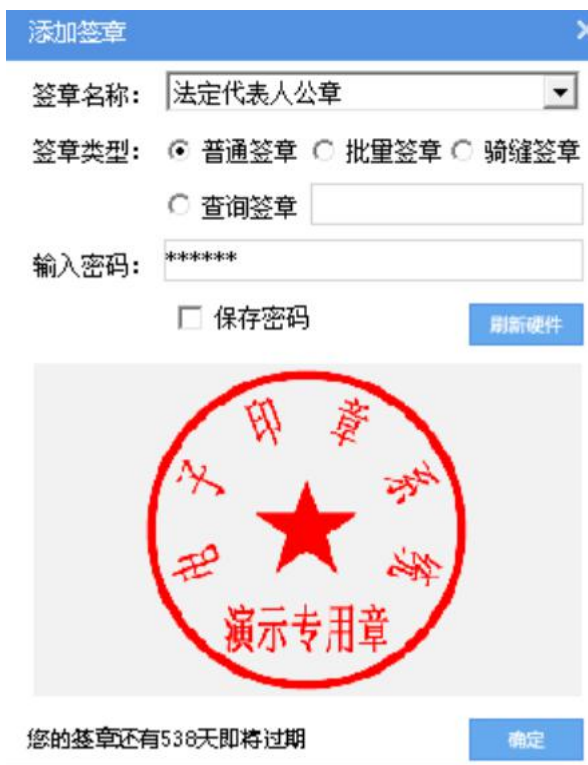 添加签章
签章名称： 法定代表人公章
签章类型： 普通签章 批量签章 骑缝签章
查询签章
输入密码： ******
保存密码
刷新硬件
电子印章系统
演示专用章
您的签章还有538天即将过期
确定